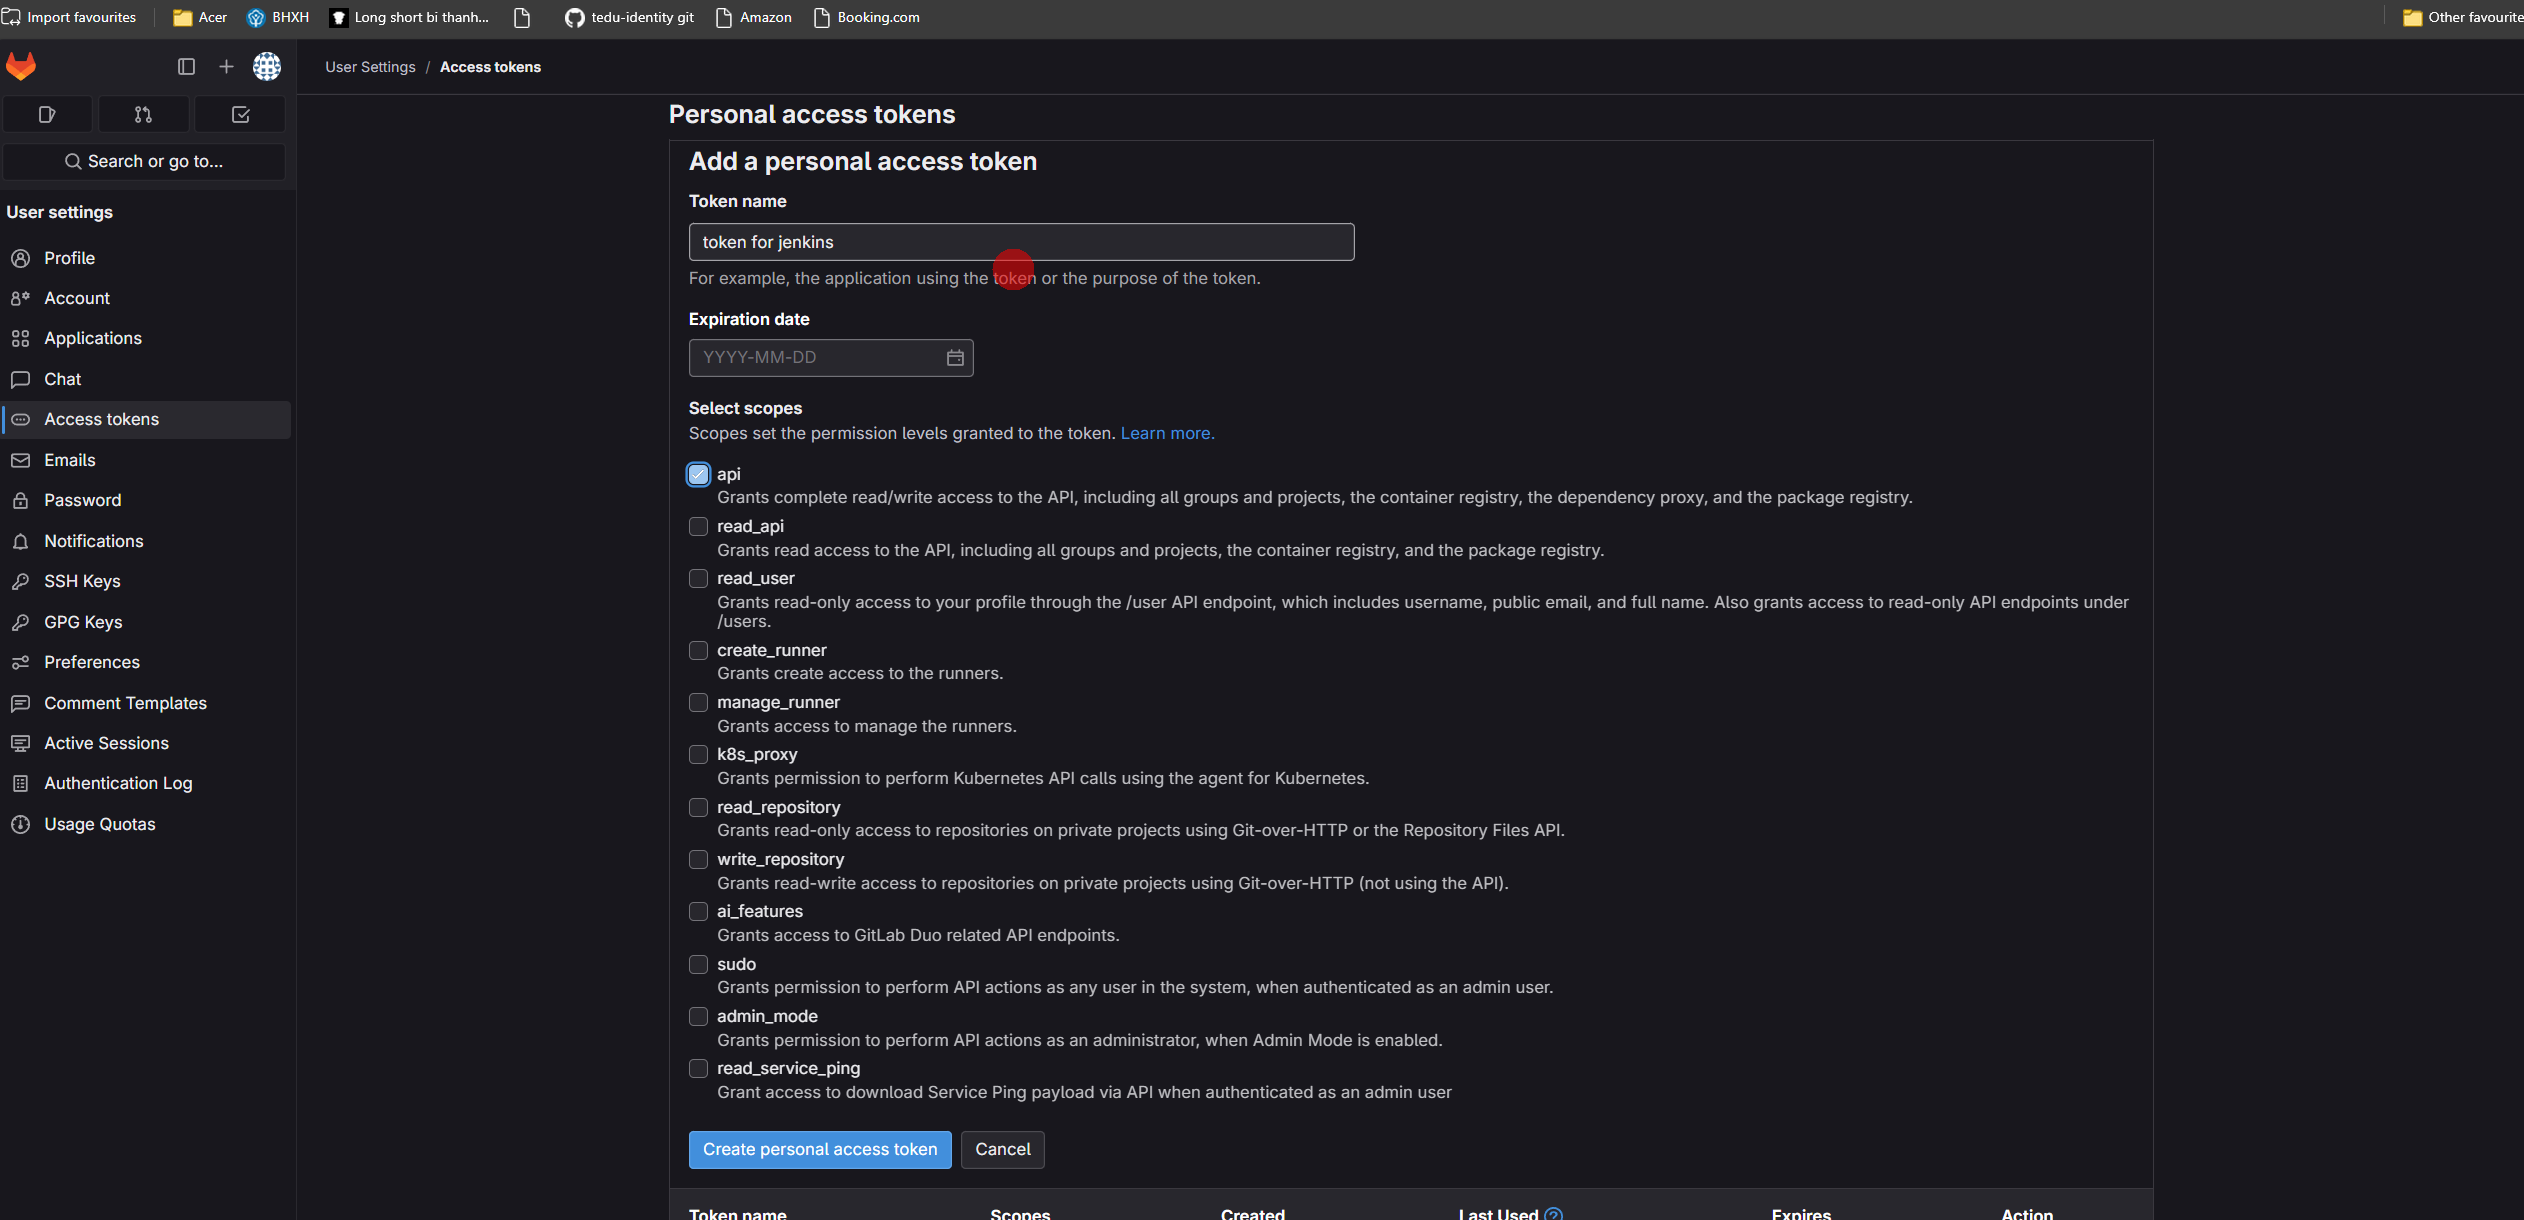 Import favourites
Acer
BHXH
Long short bi thanh...
tedu-identity git
Amazon
Booking.com
Other favourite
User Settings / Access tokens
Search or go to...
User settings
Profile
Account
Applications
Chat
Access tokens
Emails
Password
Notifications
SSH Keys
GPG Keys
Preferences
Comment Templates
Active Sessions
Authentication Log
Usage Quotas
Personal access tokens
Add a personal access token
Token name
token for jenkins
For example, the application using the token or the purpose of the token.
Expiration date
YYYY-MM-DD
Select scopes
Scopes set the permission levels granted to the token. Learn more.
api
Grants complete read/write access to the API, including all groups and projects, the container registry, the dependency proxy, and the package registry.
read_api
Grants read access to the API, including all groups and projects, the container registry, and the package registry.
read_user
Grants read-only access to your profile through the /user API endpoint, which includes username, public email, and full name. Also grants access to read-only API endpoints under
/users.
create_runner
Grants create access to the runners.
manage_runner
Grants access to manage the runners.
k8s_proxy
Grants permission to perform Kubernetes API calls using the agent for Kubernetes.
read_repository
Grants read-only access to repositories on private projects using Git-over-HTTP or the Repository Files API.
write_repository
Grants read-write access to repositories on private projects using Git-over-HTTP (not using the API).
ai_features
Grants access to GitLab Duo related API endpoints.
sudo
Grants permission to perform API actions as any user in the system, when authenticated as an admin user.
admin_mode
Grants permission to perform API actions as an administrator, when Admin Mode is enabled.
read_service_ping
Grant access to download Service Ping payload via API when authenticated as an admin user
Create personal access token
Cancel
Token name Scopes Created Last Used Expires Action